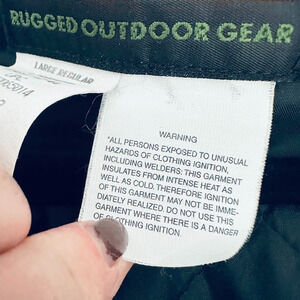 RUGGED OUTDOOR GEAR
LARGE REGULAR
WARNING
"ALL PERSONS EXPOSED TO UNUSUAL
HAZARDS OF CLOTHING IGNITION,
INCLUDING WELDERS: THIS GARMENT
INSULATES FROM INTENSE HEAT AS
WELL AS COLD. THEREFORE IGNITION
OF THIS GARMENT MAY NOT BE IMME-
DIATELY REALIZED. DO NOT USE THIS
GARMENT WHERE THERE IS A DANGER
OF CLOTHING IGNITION.